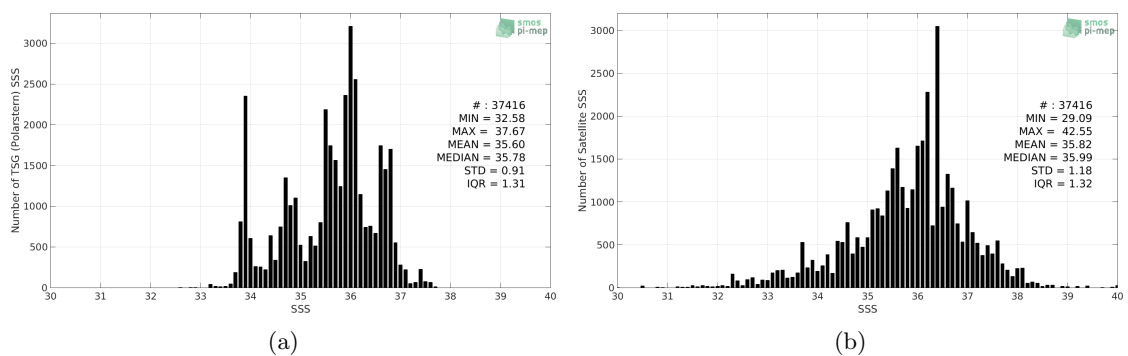 smos
pi-mep
Number of TSG (Polarstern) SSS
3000
2500
2000
1500
1000
500
0
# : 37416
MIN = 32.58
MAX = 37.67
MEAN = 35.60
MEDIAN = 35.78
STD = 0.91
IQR = 1.31
30 31 32 33 34 35 36 37 38 39 40
SSS
(a)
smos
pi-mep
Number of Satellite SSS
3000
2500
2000
1500
1000
500
0
# : 37416
MIN = 29.09
MAX = 42.55
MEAN = 35.82
MEDIAN = 35.99
STD = 1.18
IQR = 1.32
30 31 32 33 34 35 36 37 38 39 40
SSS
(b)